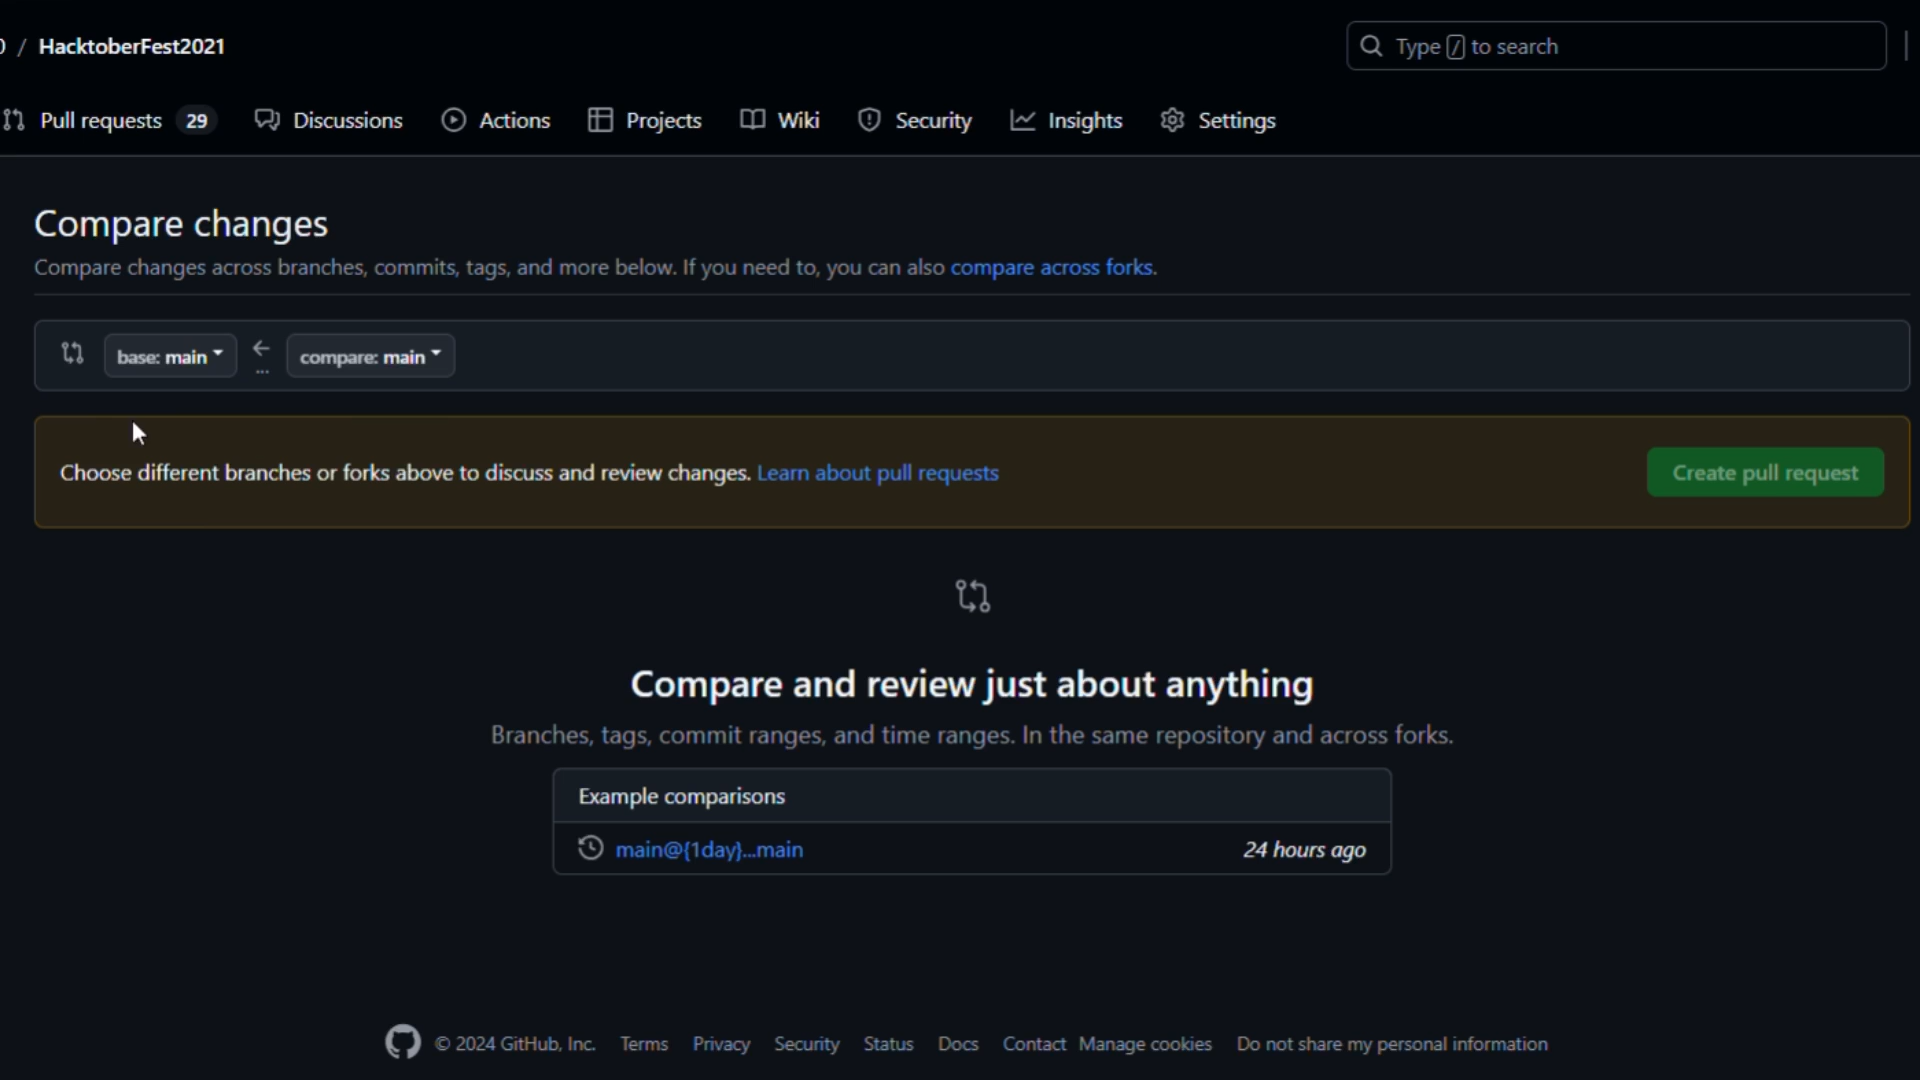 / HacktoberFest2021
Type / to search
Pull requests 29 Discussions Actions Projects Wiki Security Insights Settings
Compare changes
Compare changes across branches, commits, tags, and more below. If you need to, you can also compare across forks.
base: main ← ... compare: main
Choose different branches or forks above to discuss and review changes. Learn about pull requests
Create pull request
Compare and review just about anything
Branches, tags, commit ranges, and time ranges. In the same repository and across forks.
Example comparisons
main@{1day}...main 24 hours ago
© 2024 GitHub, Inc. Terms Privacy Security Status Docs Contact Manage cookies Do not share my personal information